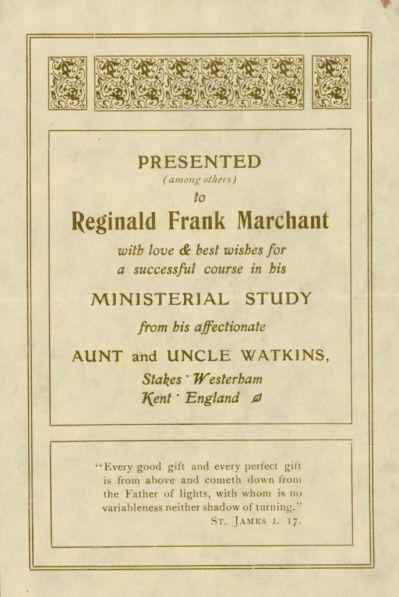 PRESENTED
(among others)
to
Reginald Frank Marchant
with love & best wishes for
a successful course in his
MINISTERIAL STUDY
from his affectionate
AUNT and UNCLE WATKINS,
Stakes · Westerham
Kent · England
"Every good gift and every perfect gift
is from above and cometh down from
the Father of lights, with whom is no
variableness neither shadow of turning."
ST. JAMES I. 17.